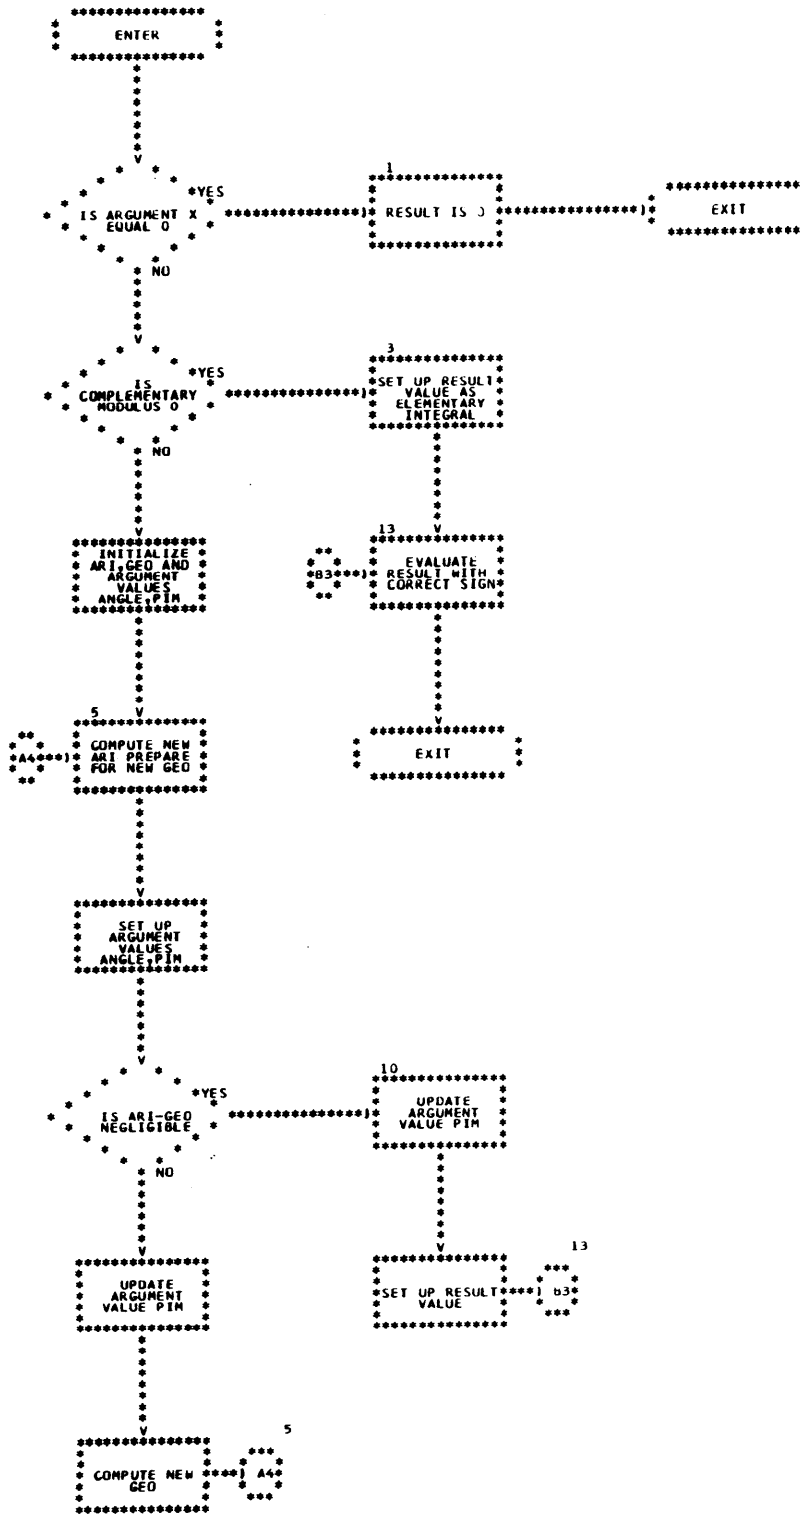 ENTER
1
YES
IS ARGUMENT X
EQUAL 0
RESULT IS 0
EXIT
NO
3
YES
IS
COMPLEMENTARY
MODULUS 0
SET UP RESULT
VALUE AS
ELEMENTARY
INTEGRAL
NO
13
INITIALIZE
ARI,GEO AND
ARGUMENT
VALUES
ANGLE,PIM
B3
EVALUATE
RESULT WITH
CORRECT SIGN
5
A4
COMPUTE NEW
ARI PREPARE
FOR NEW GEO
EXIT
SET UP
ARGUMENT
VALUES
ANGLE,PIM
10
YES
IS ARI-GEO
NEGLIGIBLE
UPDATE
ARGUMENT
VALUE PIM
NO
13
UPDATE
ARGUMENT
VALUE PIM
SET UP RESULT
VALUE
B3
5
COMPUTE NEW
GEO
A4